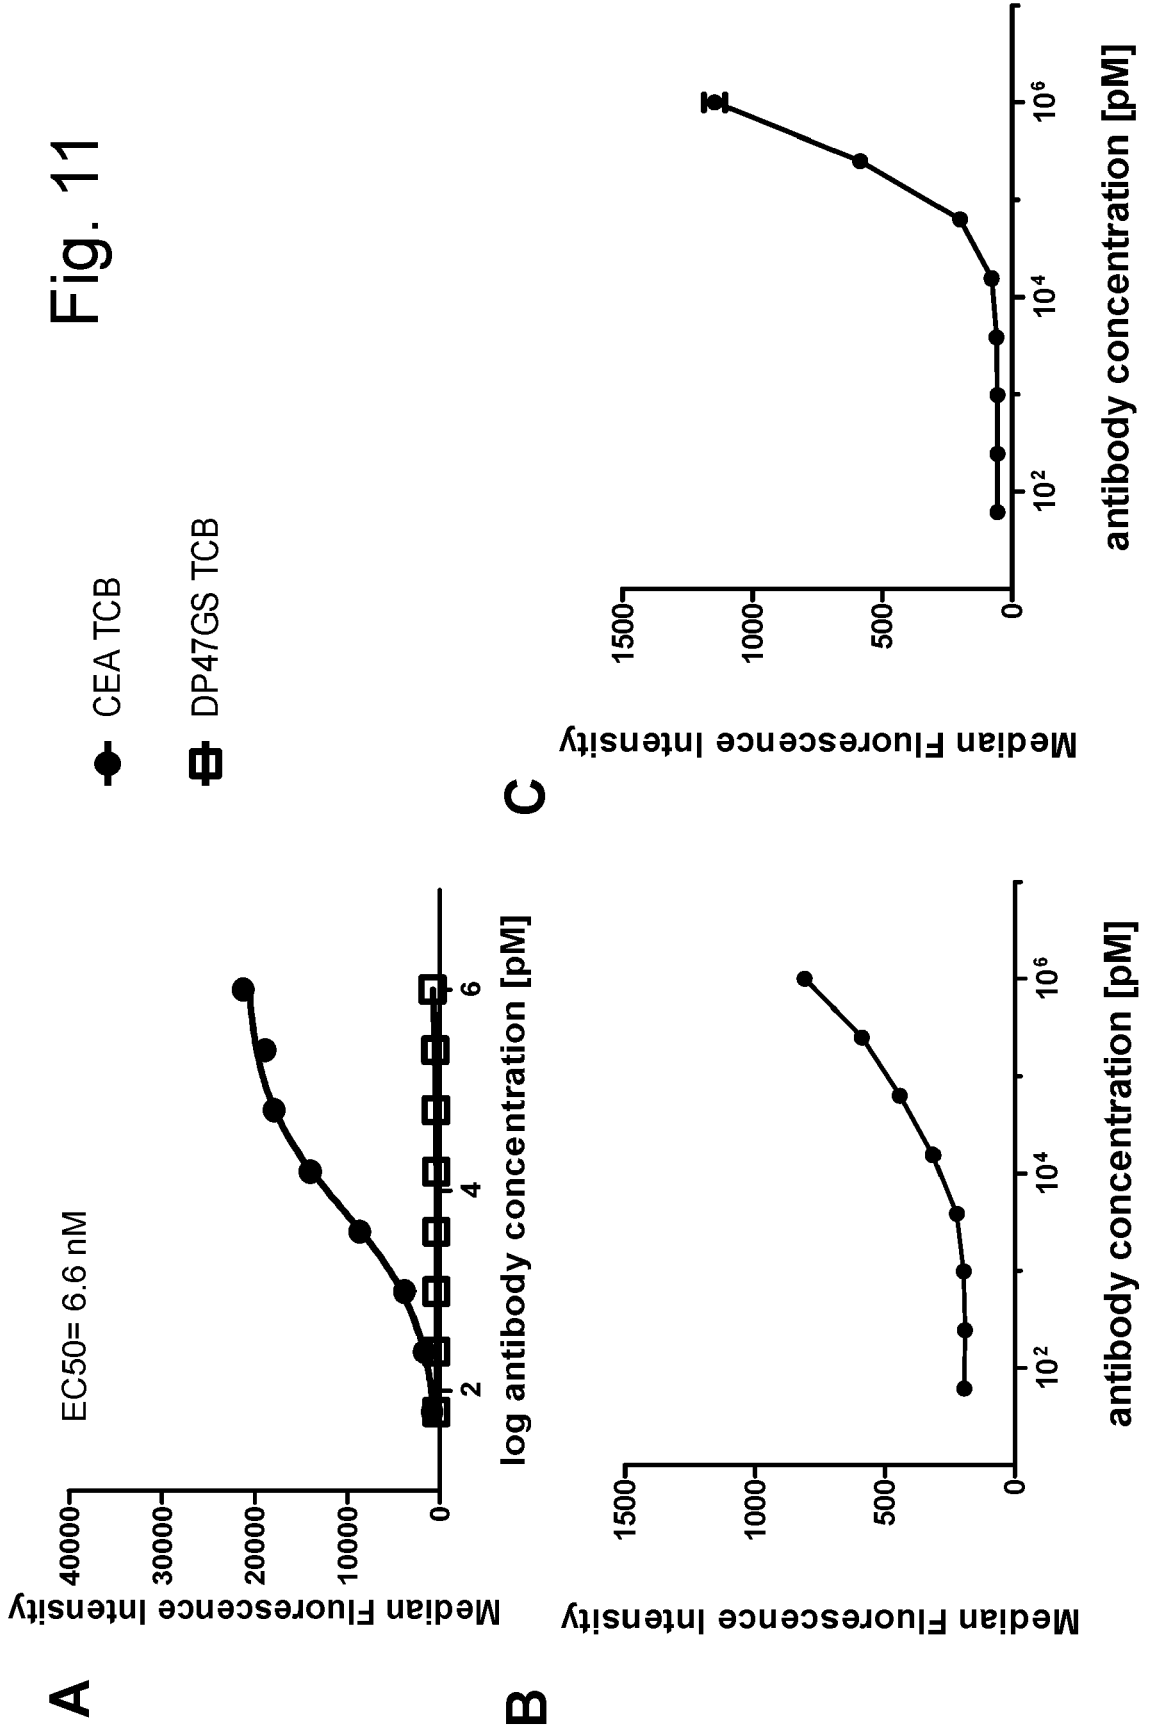 Fig. 11
A
EC50= 6.6 nM
Median Fluorescence Intensity
40000
30000
20000
10000
0
2
4
6
log antibody concentration [pM]
CEA TCB
DP47GS TCB
B
Median Fluorescence Intensity
1500
1000
500
0
10²
10⁴
10⁶
antibody concentration [pM]
C
Median Fluorescence Intensity
1500
1000
500
0
10²
10⁴
10⁶
antibody concentration [pM]